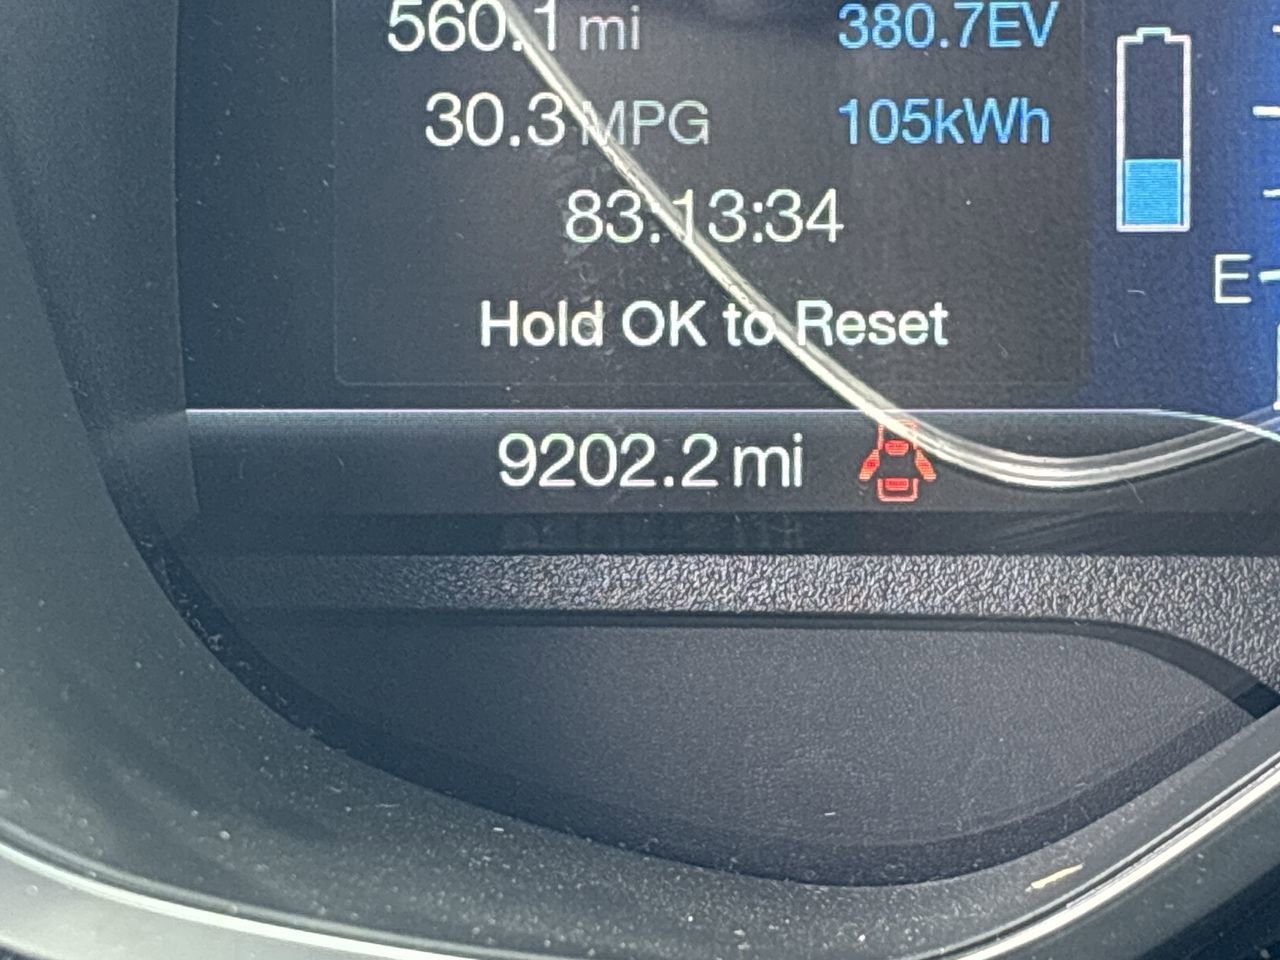 560.1 mi 380.7EV
30.3 MPG 105kWh
83:13:34
E
Hold OK to Reset
9202.2 mi